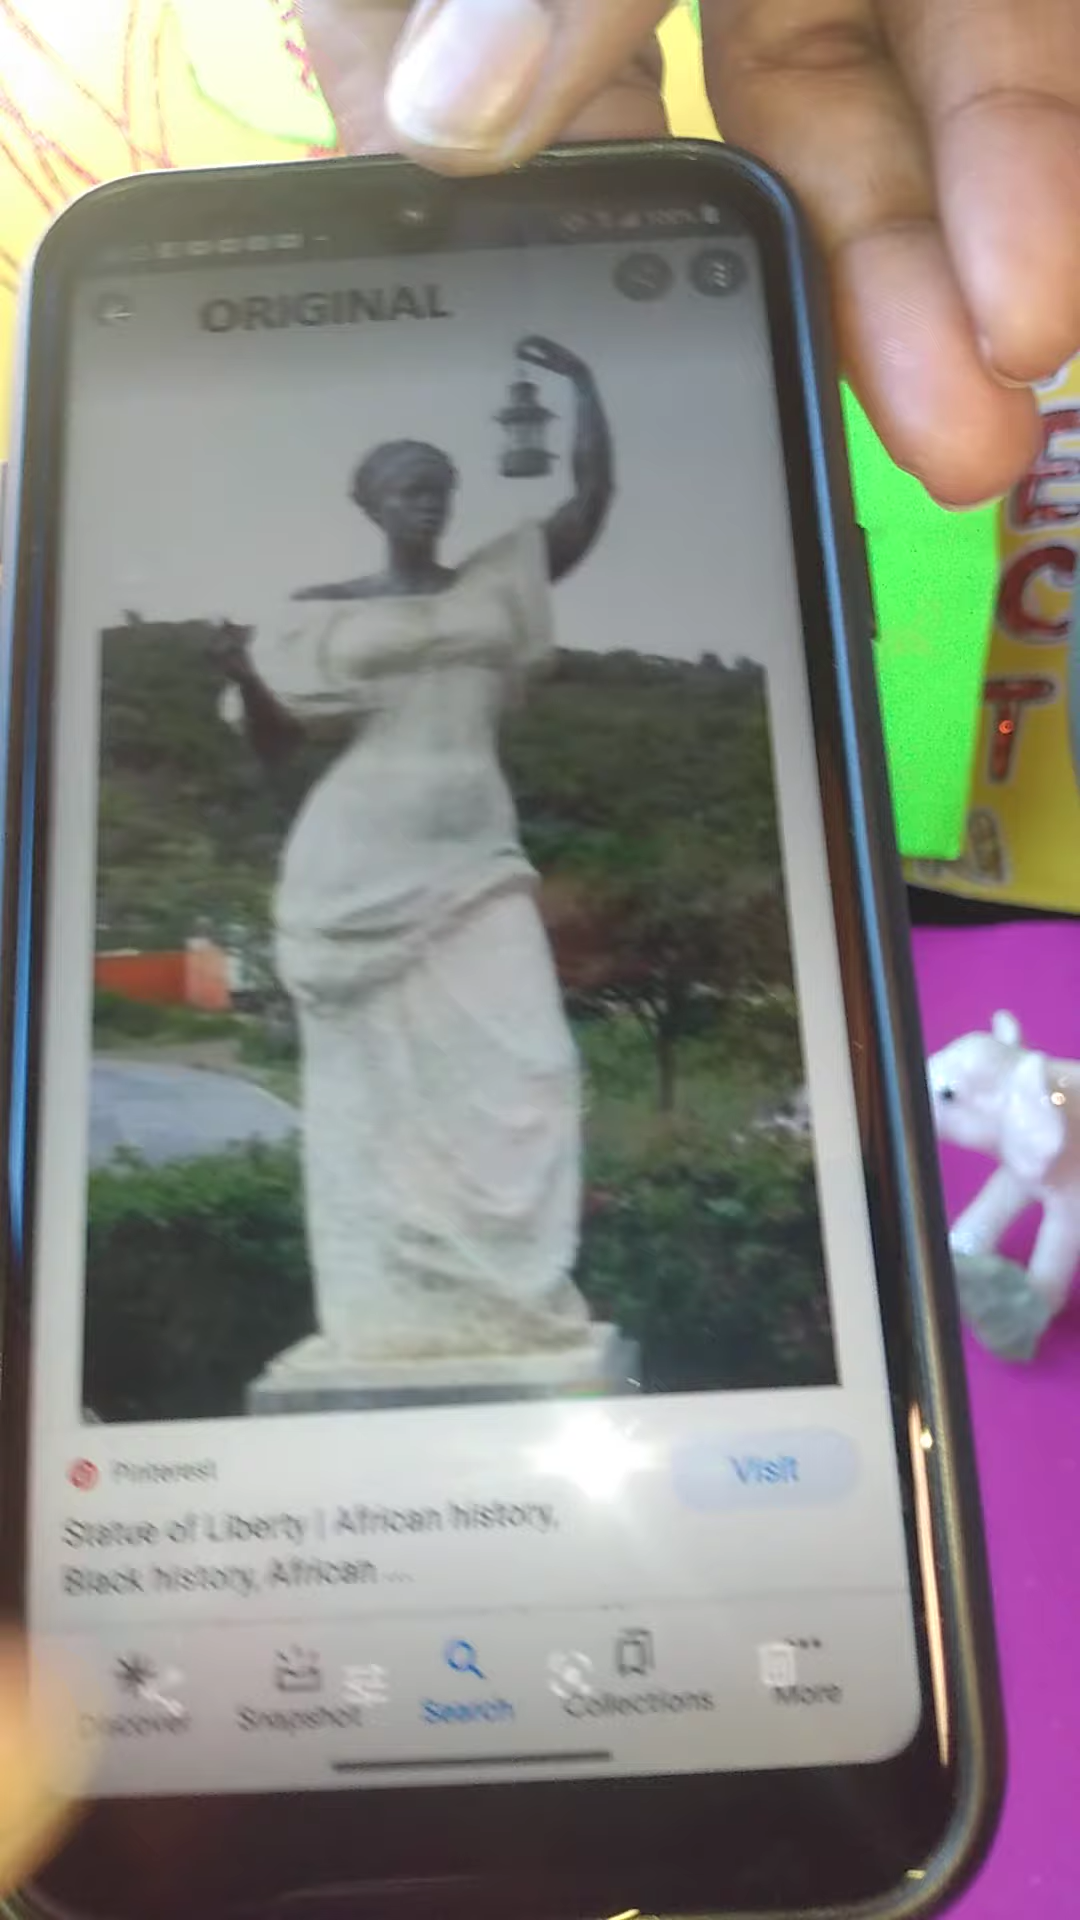 ORIGINAL
E
C
T
Pinterest
Visit
Statue of Liberty | African history,
Black history, African ...
Discover
Snapshot
Search
Collections
More